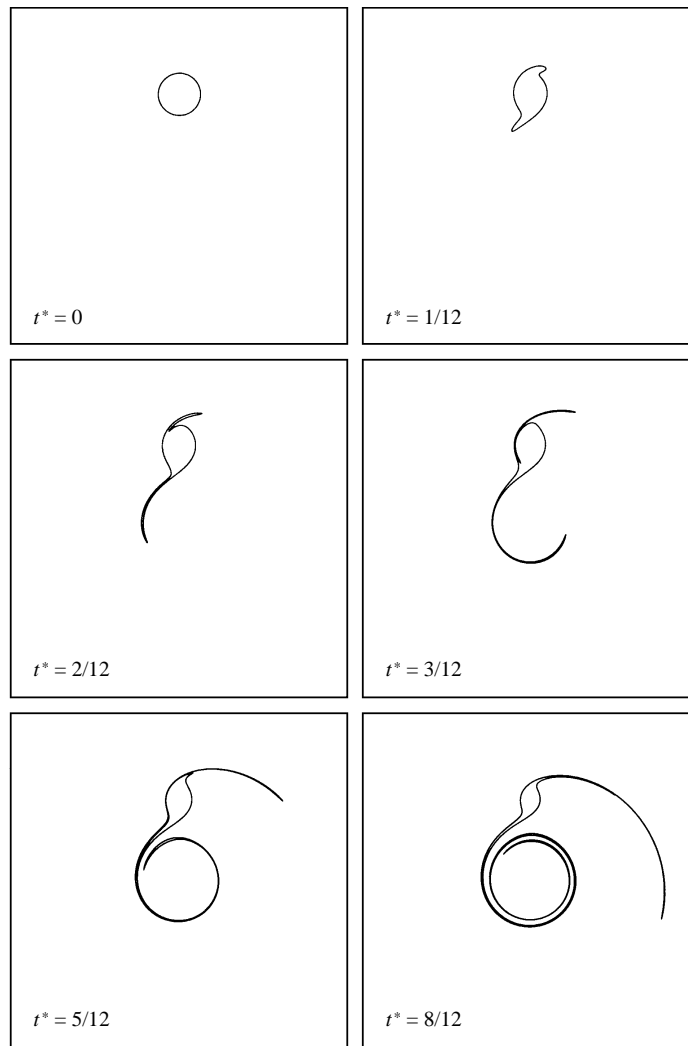 t* = 0
t* = 1/12
t* = 2/12
t* = 3/12
t* = 5/12
t* = 8/12